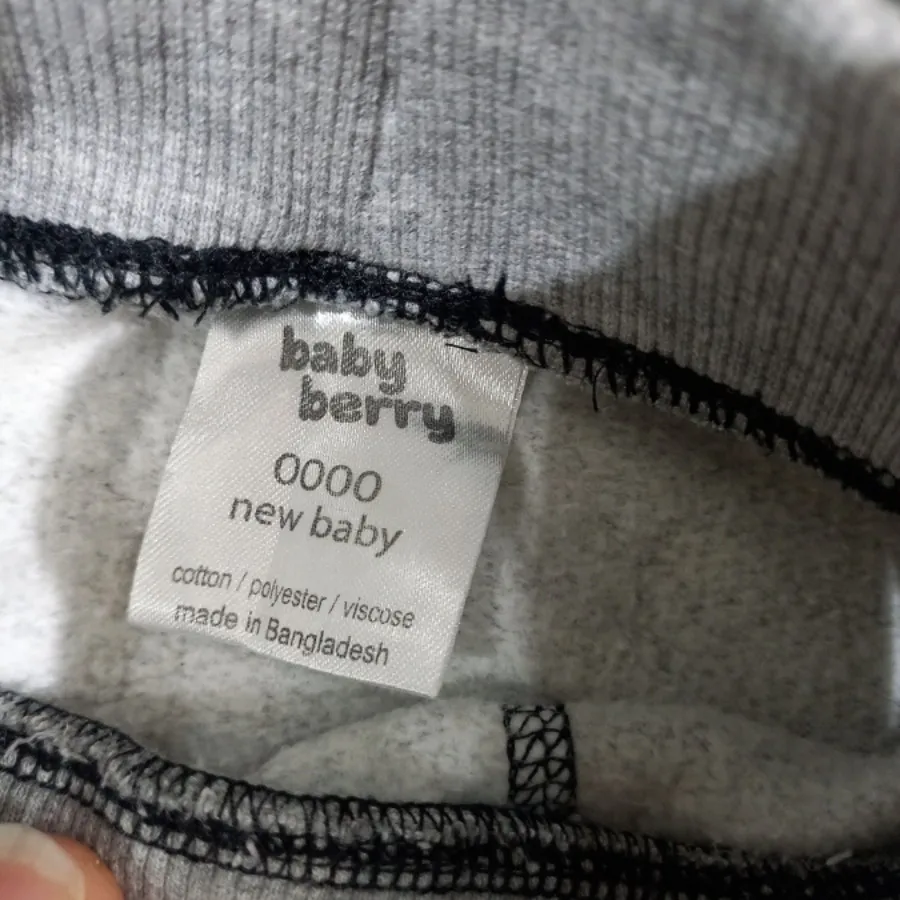 baby
berry
0000
new baby
cotton / polyester / viscose
made in Bangladesh